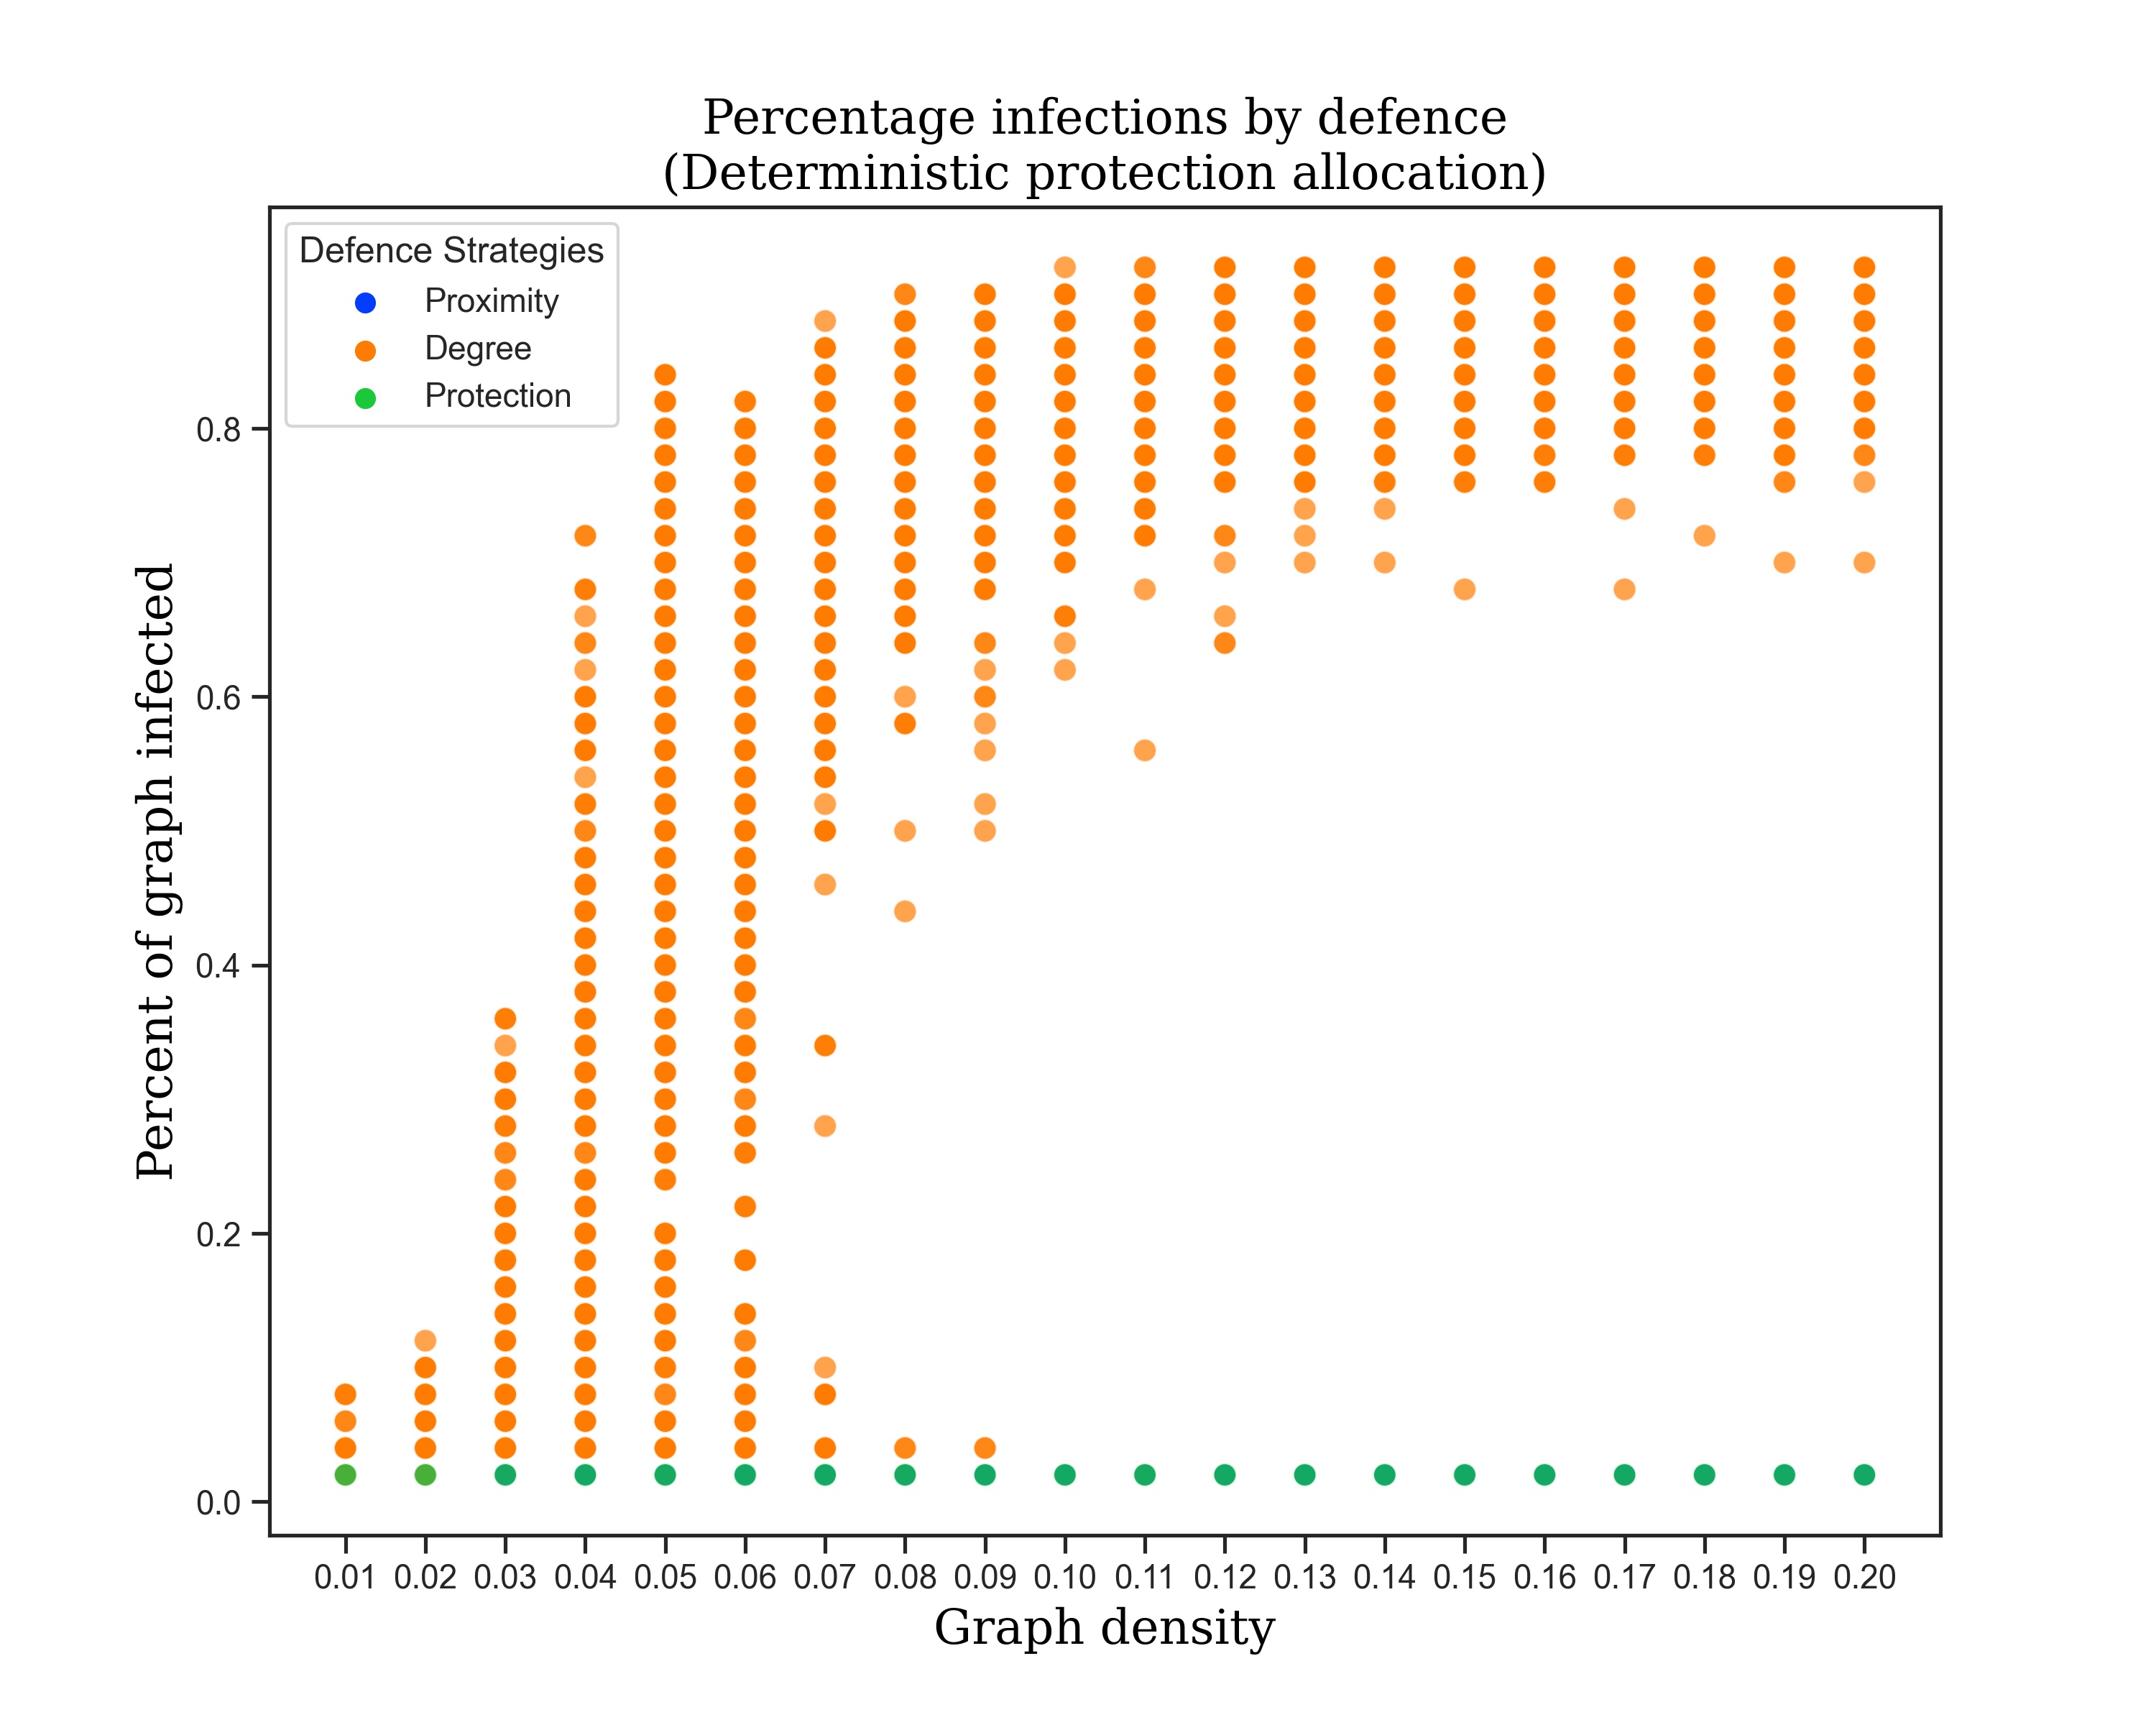 Percentage infections by defence
(Deterministic protection allocation)
Defence Strategies
Proximity
Degree
Protection
Percent of graph infected
0.8
0.6
0.4
0.2
0.0
0.01 0.02 0.03 0.04 0.05 0.06 0.07 0.08 0.09 0.10 0.11 0.12 0.13 0.14 0.15 0.16 0.17 0.18 0.19 0.20
Graph density